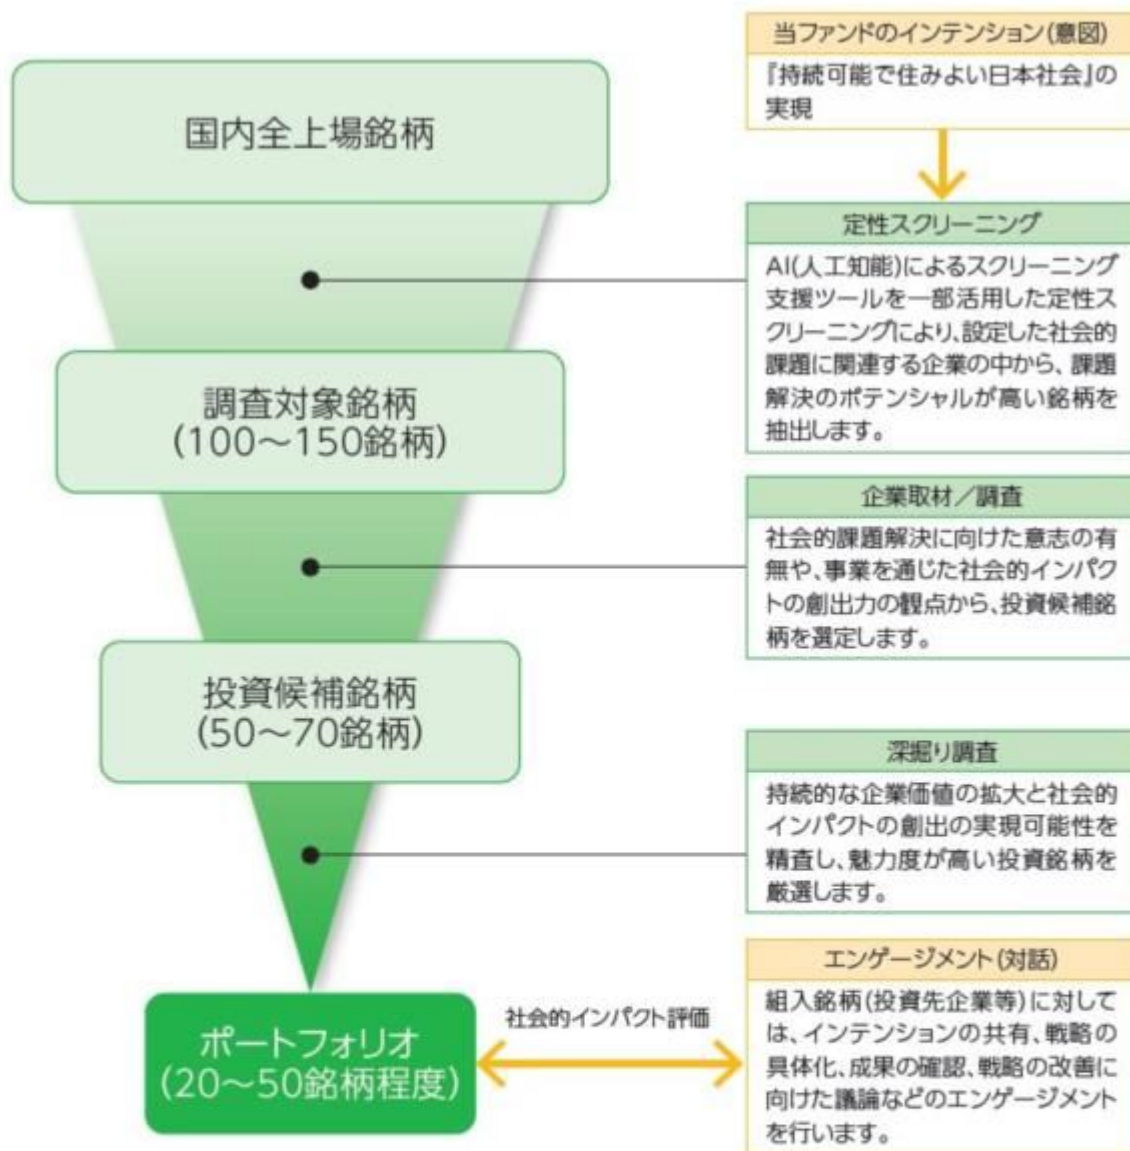 当ファンドのインテンション(意図)
『持続可能で住みよい日本社会』の
実現
国内全上場銘柄
定性スクリーニング
AI(人工知能)によるスクリーニング
支援ツールを一部活用した定性ス
クリーニングにより、設定した社会的
課題に関連する企業の中から、課題
解決のポテンシャルが高い銘柄を
抽出します。
調査対象銘柄
(100～150銘柄)
企業取材／調査
社会的課題解決に向けた意志の有
無や、事業を通じた社会的インパク
トの創出力の観点から、投資候補銘
柄を選定します。
投資候補銘柄
(50～70銘柄)
深掘り調査
持続的な企業価値の拡大と社会的
インパクトの創出の実現可能性を
精査し、魅力度が高い投資銘柄を
厳選します。
ポートフォリオ
(20～50銘柄程度)
社会的インパクト評価
エンゲージメント(対話)
組入銘柄(投資先企業等)に対して
は、インテンションの共有、戦略の
具体化、成果の確認、戦略の改善に
向けた議論などのエンゲージメント
を行います。